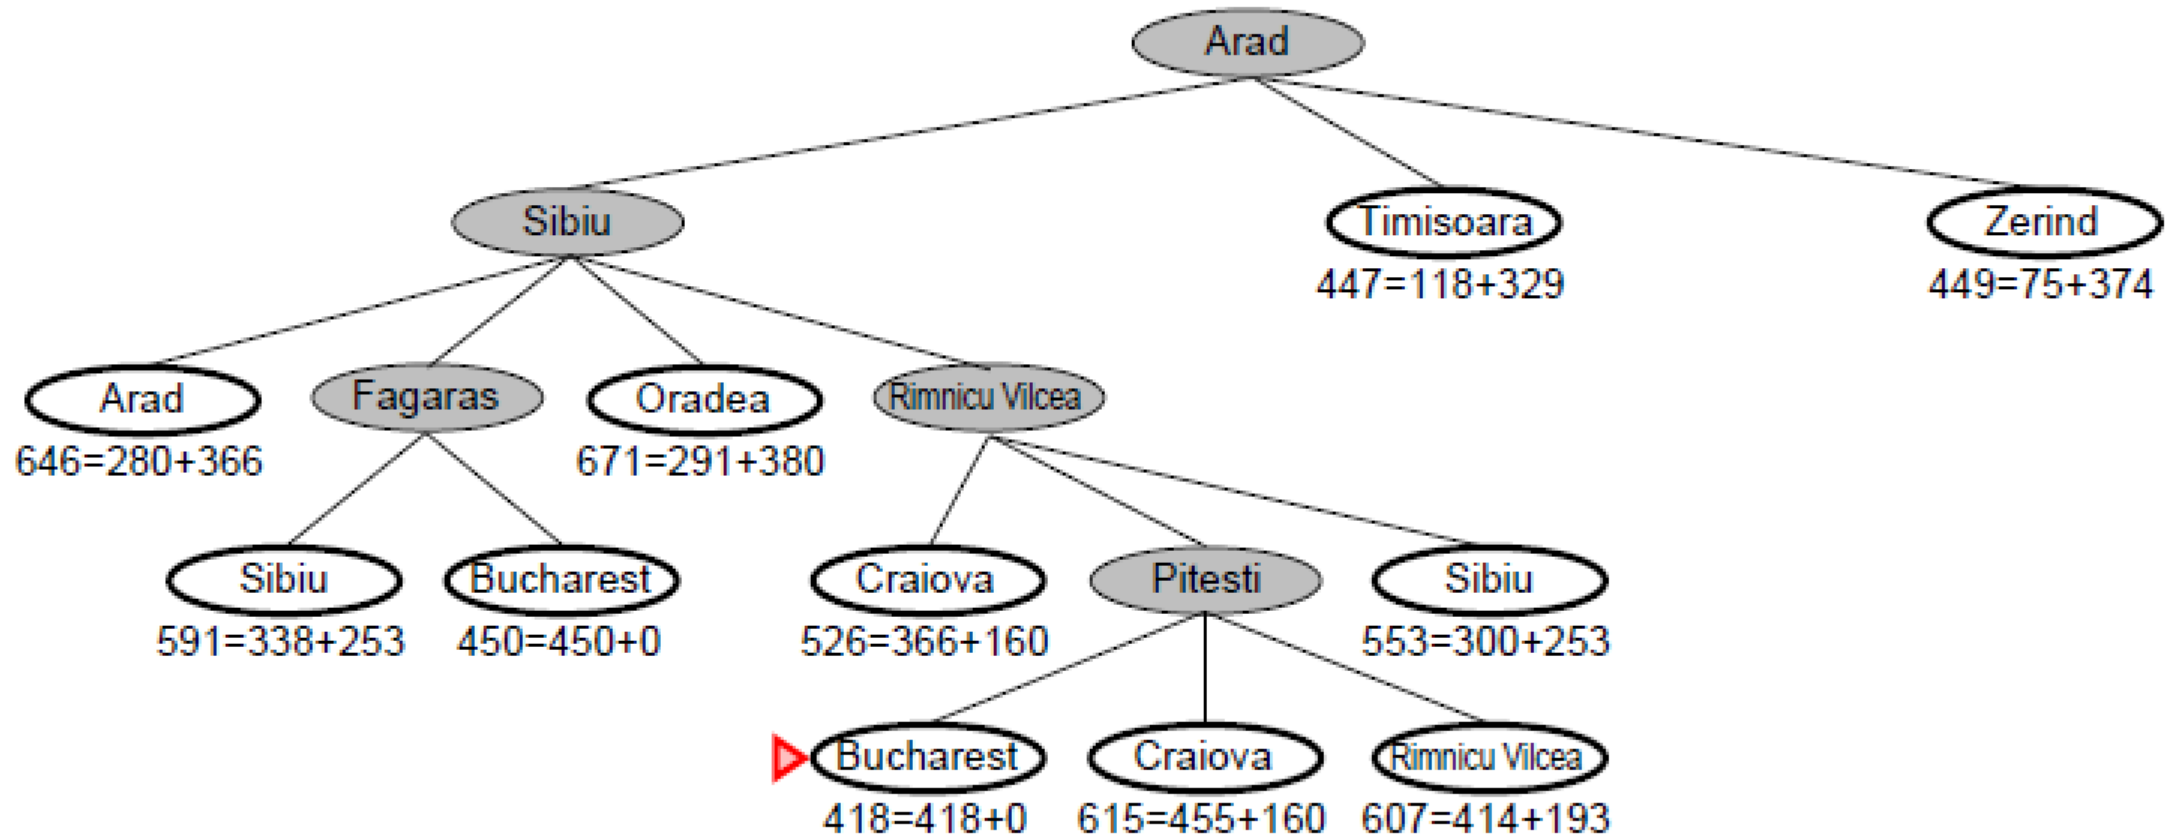 Arad
Sibiu
Timisoara
Zerind
447=118+329
449=75+374
Arad
Fagaras
Oradea
Rimnicu Vilcea
646=280+366
671=291+380
Sibiu
Bucharest
Craiova
Pitesti
Sibiu
591=338+253
450=450+0
526=366+160
553=300+253
Bucharest
Craiova
Rimnicu Vilcea
418=418+0
615=455+160
607=414+193